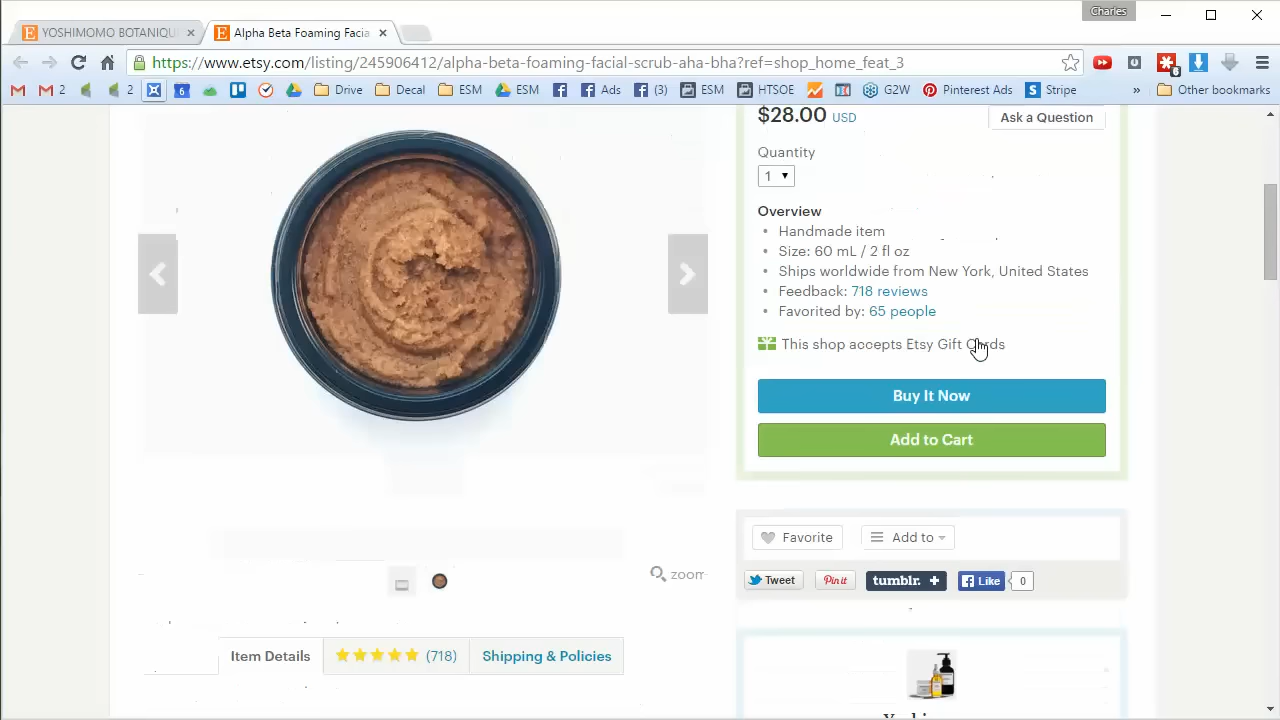 Charles
YOSHIMOMO BOTANIQU
Alpha Beta Foaming Facia
https://www.etsy.com/listing/245906412/alpha-beta-foaming-facial-scrub-aha-bha?ref=shop_home_feat_3
2 2 6 Drive Decal ESM ESM Ads (3) ESM HTSOE G2W Pinterest Ads Stripe » Other bookmarks
6
$28.00 USD
Ask a Question
Quantity
1
Overview
• Handmade item
• Size: 60 mL / 2 fl oz
• Ships worldwide from New York, United States
• Feedback: 718 reviews
• Favorited by: 65 people
This shop accepts Etsy Gift Cards
Buy It Now
Add to Cart
Favorite
Add to
zoom
Tweet
Pin it
tumblr. +
Like
0
Item Details
(718)
Shipping & Policies